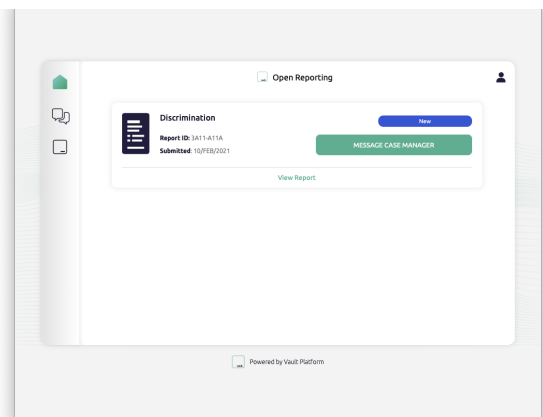 Open Reporting
Discrimination
New
Report ID: 3A11-A11A
MESSAGE CASE MANAGER
Submitted: 10/FEB/2021
View Report
Powered by Vault Platform